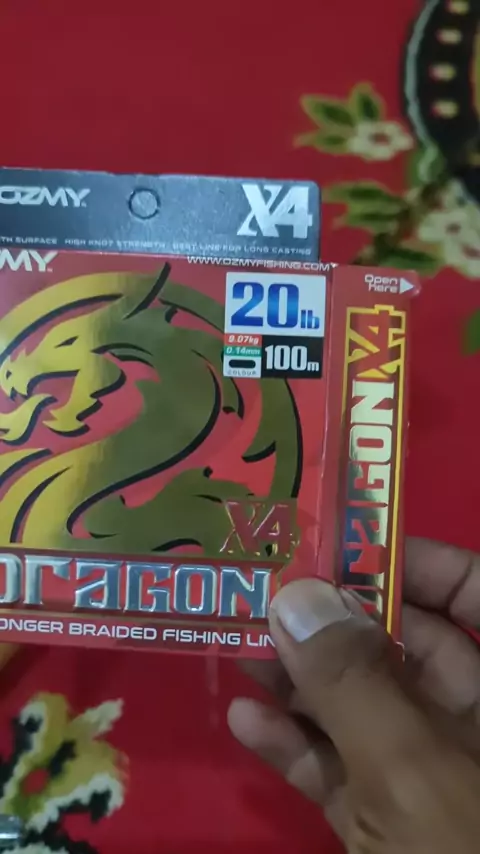 OZMY
X4
TH SURFACE HIGH KNOT STRENGTH BEST LINE FOR LONG CASTING
MY
WWW.OZMYFISHING.COM
Open here
20lb
9.07kg
0.14mm
COLOUR
100m
X4
DRAGON
ONGER BRAIDED FISHING LIN
DRAGON X4